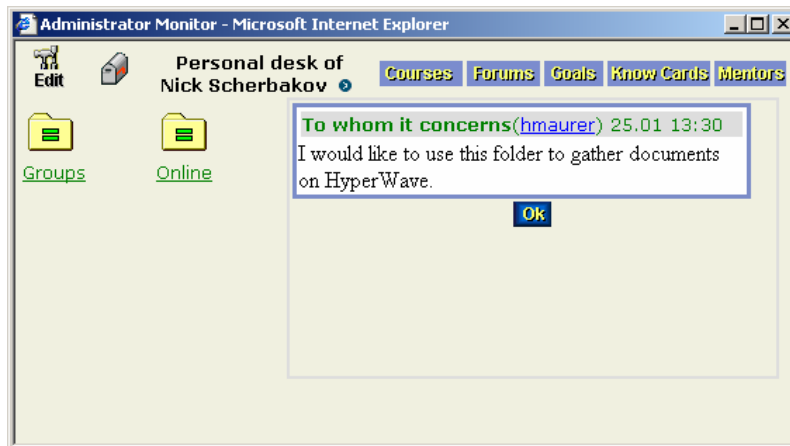 Administrator Monitor - Microsoft Internet Explorer
Edit
Personal desk of
Nick Scherbakov
Courses Forums Goals Know Cards Mentors
To whom it concerns(hmaurer) 25.01 13:30
I would like to use this folder to gather documents
on HyperWave.
Groups
Online
Ok